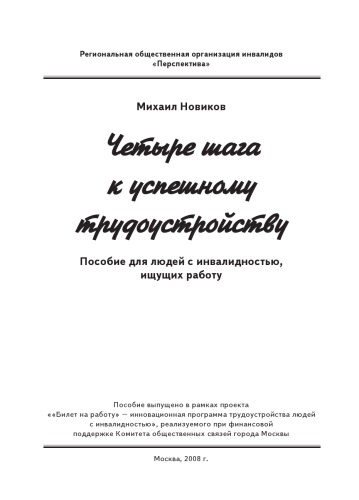 Региональная общественная организация инвалидов
«Перспектива»
Михаил Новиков
Четыре шага
к успешному
трудоустройству
Пособие для людей с инвалидностью,
ищущих работу
Пособие выпущено в рамках проекта
««Билет на работу» — инновационная программа трудоустройства людей
с инвалидностью», реализуемого при финансовой
поддержке Комитета общественных связей города Москвы
Москва, 2008 г.